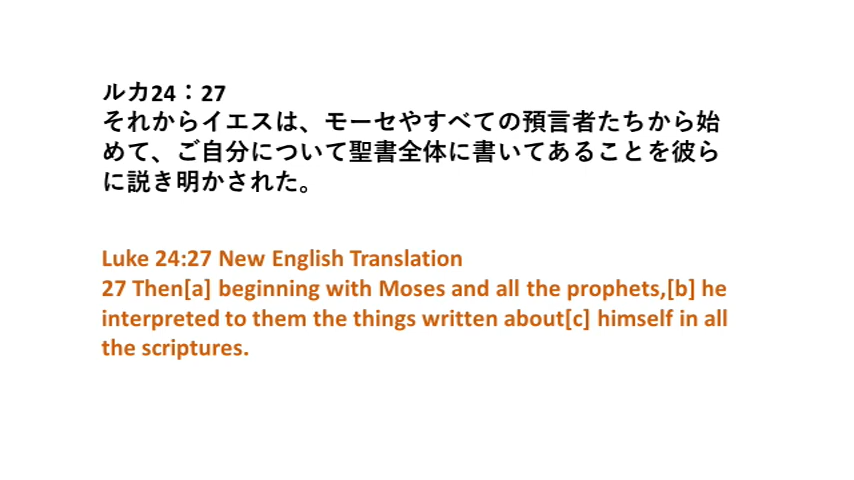 ルカ24：27
それからイエスは、モーセやすべての預言者たちから始
めて、ご自分について聖書全体に書いてあることを彼ら
に説き明かされた。
Luke 24:27 New English Translation
27 Then[a] beginning with Moses and all the prophets,[b] he
interpreted to them the things written about[c] himself in all
the scriptures.